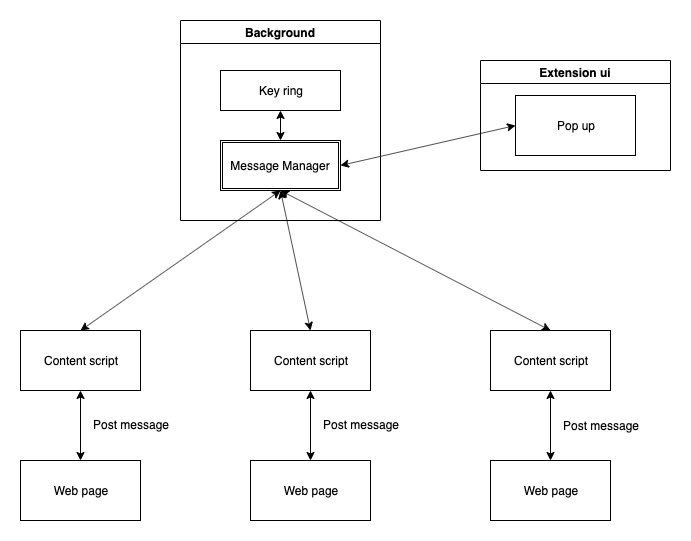 Background
Key ring
Message Manager
Extension ui
Pop up
Content script
Content script
Content script
Post message
Post message
Post message
Web page
Web page
Web page